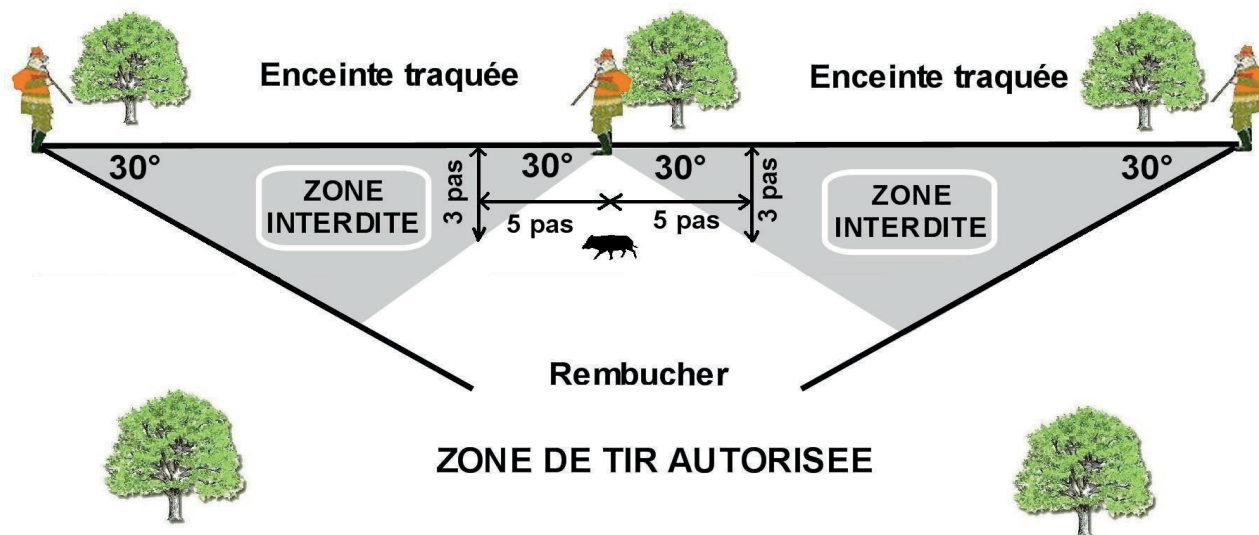 Enceinte traquée
Enceinte traquée
30°
30°
30°
30°
ZONE
INTERDITE
3 pas
5 pas
5 pas
3 pas
ZONE
INTERDITE
Rembucher
ZONE DE TIR AUTORISEE